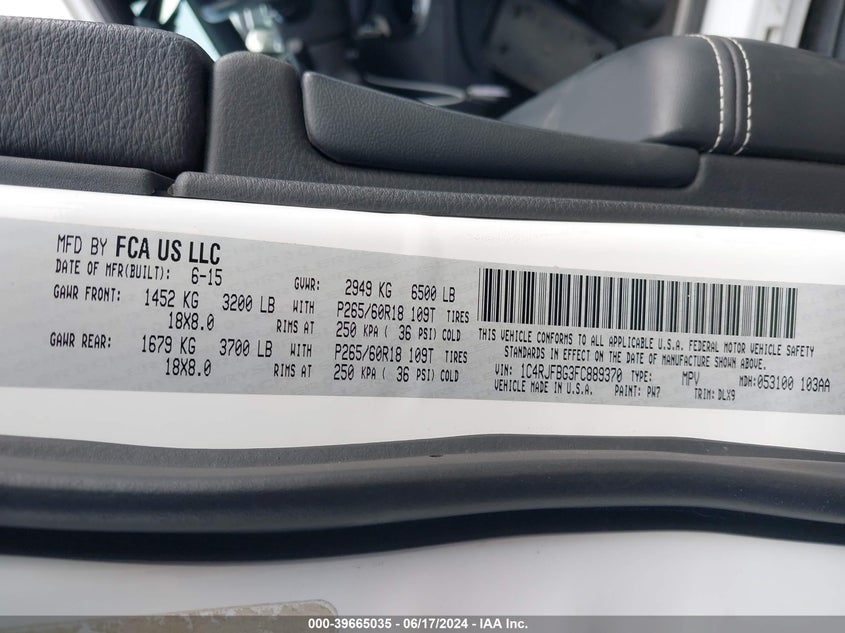 MFD BY FCA US LLC
DATE OF MFR(BUILT): 6-15
GVWR: 2949 KG 6500 LB
GAWR FRONT: 1452 KG 3200 LB WITH P265/60R18 109T TIRES
18X8.0 RIMS AT 250 KPA ( 36 PSI) COLD
GAWR REAR: 1679 KG 3700 LB WITH P265/60R18 109T TIRES
18X8.0 RIMS AT 250 KPA ( 36 PSI) COLD
THIS VEHICLE CONFORMS TO ALL APPLICABLE U.S.A. FEDERAL MOTOR VEHICLE SAFETY
STANDARDS IN EFFECT ON THE DATE OF MANUFACTURE SHOWN ABOVE.
VIN: 1C4RJFBG3FC889370 TYPE: MPV MDH: 053100 103AA
VEHICLE MADE IN U.S.A. PAINT: PW7 TRIM: DLX9
000-39665035 - 06/17/2024 - IAA Inc.